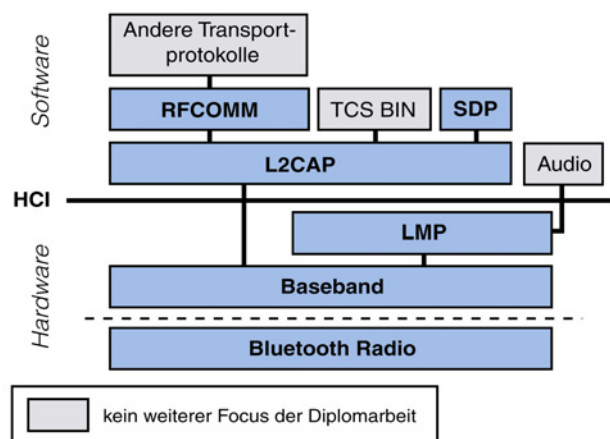 Andere Transport-
protokolle
RFCOMM
TCS BIN
SDP
L2CAP
Audio
Software
HCI
LMP
Baseband
Hardware
Bluetooth Radio
kein weiterer Focus der Diplomarbeit